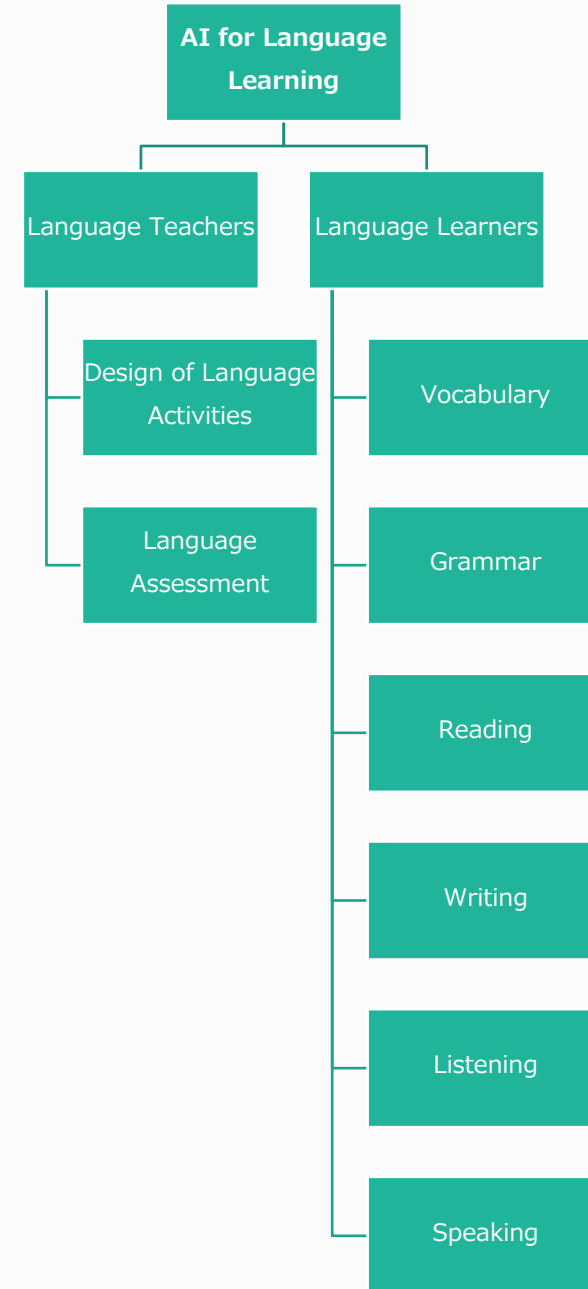 AI for Language
Learning
Language Teachers
Design of Language
Activities
Language
Assessment
Language Learners
Vocabulary
Grammar
Reading
Writing
Listening
Speaking